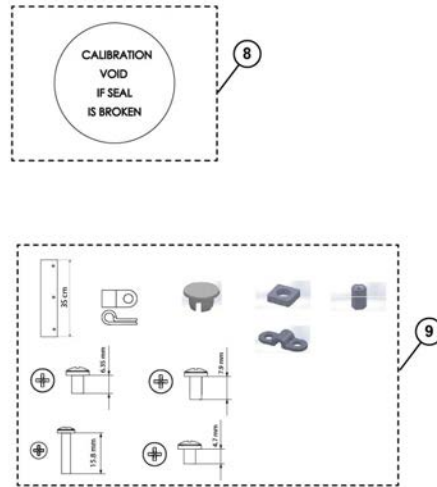 CALIBRATION
VOID
IF SEAL
IS BROKEN
8
35 cm
9
6.35 mm
7.9 mm
15.8 mm
4.7 mm